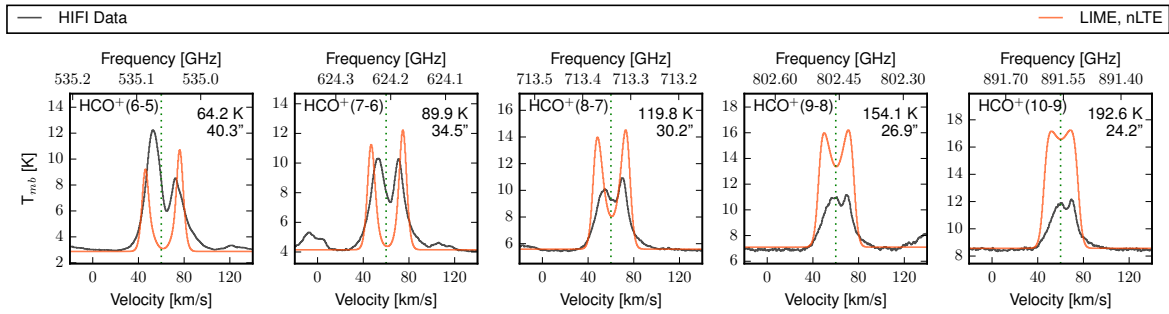 HIFI Data
LIME, nLTE
Frequency [GHz]
535.2 535.1 535.0
HCO⁺(6-5)
64.2 K
40.3"
T_mb [K]
14
12
10
8
6
4
2
0 40 80 120
Velocity [km/s]
Frequency [GHz]
624.3 624.2 624.1
HCO⁺(7-6)
89.9 K
34.5"
14
12
10
8
6
4
0 40 80 120
Velocity [km/s]
Frequency [GHz]
713.5 713.4 713.3 713.2
HCO⁺(8-7)
119.8 K
30.2"
16
14
12
10
8
6
0 40 80 120
Velocity [km/s]
Frequency [GHz]
802.60 802.45 802.30
HCO⁺(9-8)
154.1 K
26.9"
18
16
14
12
10
8
6
0 40 80 120
Velocity [km/s]
Frequency [GHz]
891.70 891.55 891.40
HCO⁺(10-9)
192.6 K
24.2"
18
16
14
12
10
8
0 40 80 120
Velocity [km/s]